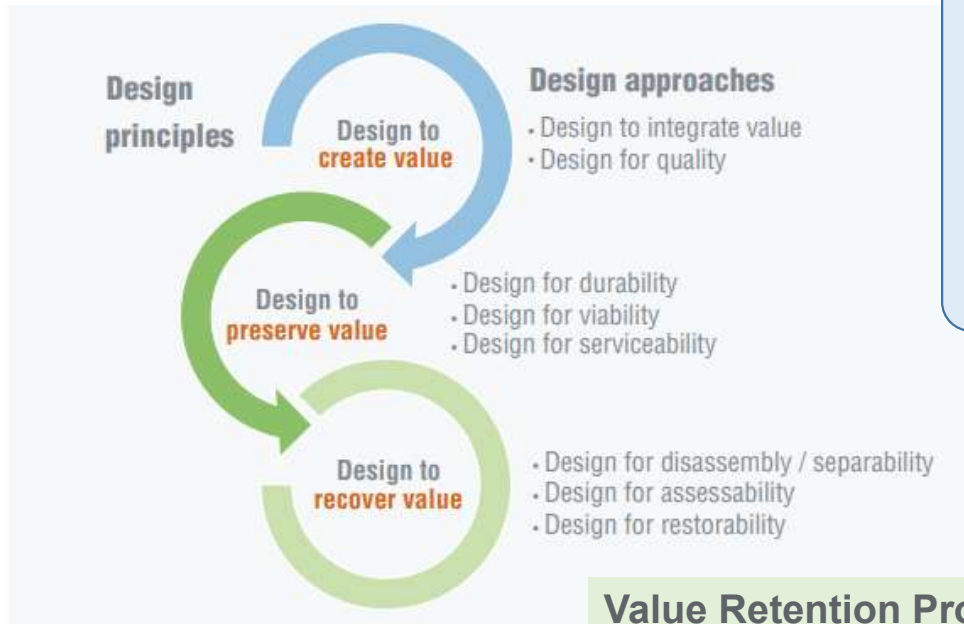 Design
principles
Design to
create value
Design approaches
· Design to integrate value
· Design for quality
Design to
preserve value
· Design for durability
· Design for viability
· Design for serviceability
Design to
recover value
· Design for disassembly / separability
· Design for assessability
· Design for restorability
Value Retention